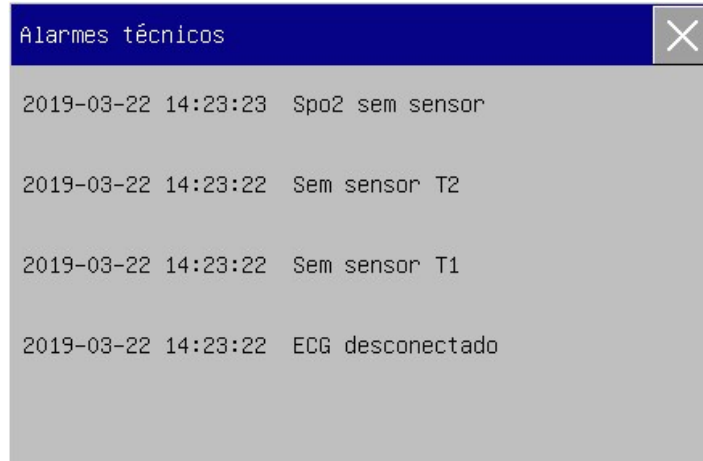 Alarmes técnicos
2019-03-22 14:23:23 Spo2 sem sensor
2019-03-22 14:23:22 Sem sensor T2
2019-03-22 14:23:22 Sem sensor T1
2019-03-22 14:23:22 ECG desconectado